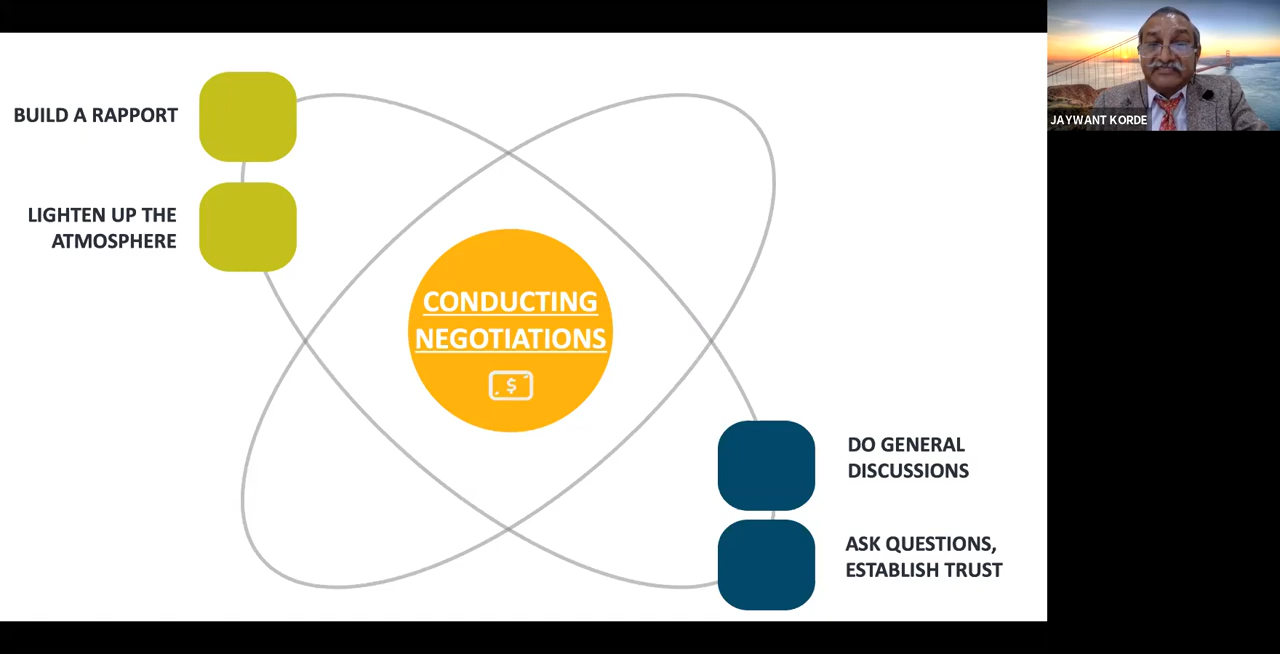 BUILD A RAPPORT
LIGHTEN UP THE
ATMOSPHERE
CONDUCTING
NEGOTIATIONS
$
DO GENERAL
DISCUSSIONS
ASK QUESTIONS,
ESTABLISH TRUST
JAYWANT KORDE